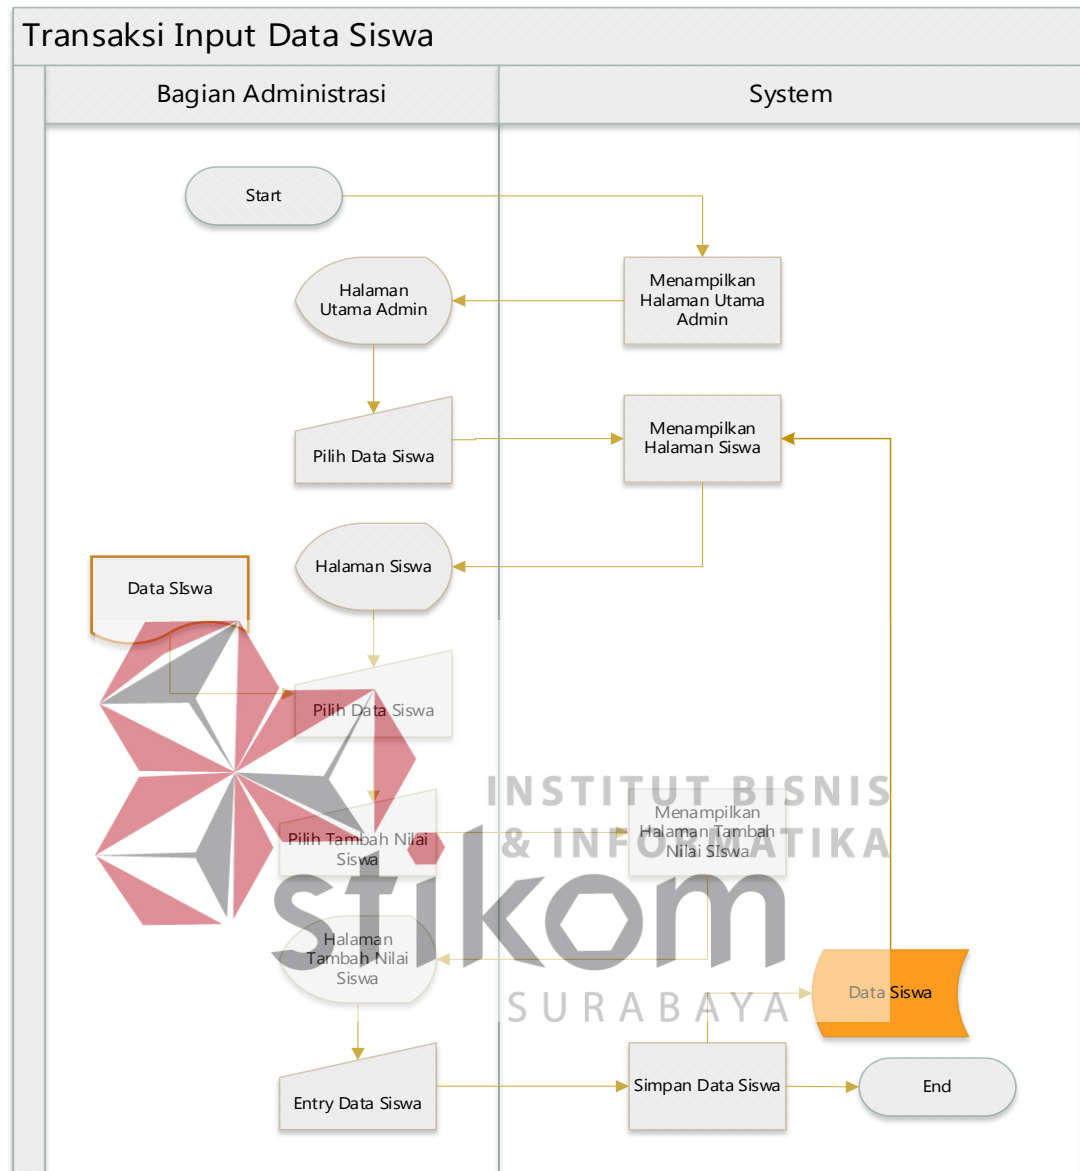 Transaksi Input Data Siswa
Bagian Administrasi
System
Start
Menampilkan
Halaman Utama
Admin
Halaman
Utama Admin
Pilih Data Siswa
Menampilkan
Halaman Siswa
Halaman Siswa
Data SIswa
Pilih Data Siswa
Pilih Tambah Nilai
Siswa
Menampilkan
Halaman Tambah
Nilai SIswa
INSTITUT BISNIS
& INFORMATIKA
stikom
SURABAYA
Halaman
Tambah Nilai
Siswa
Data Siswa
Entry Data Siswa
Simpan Data Siswa
End